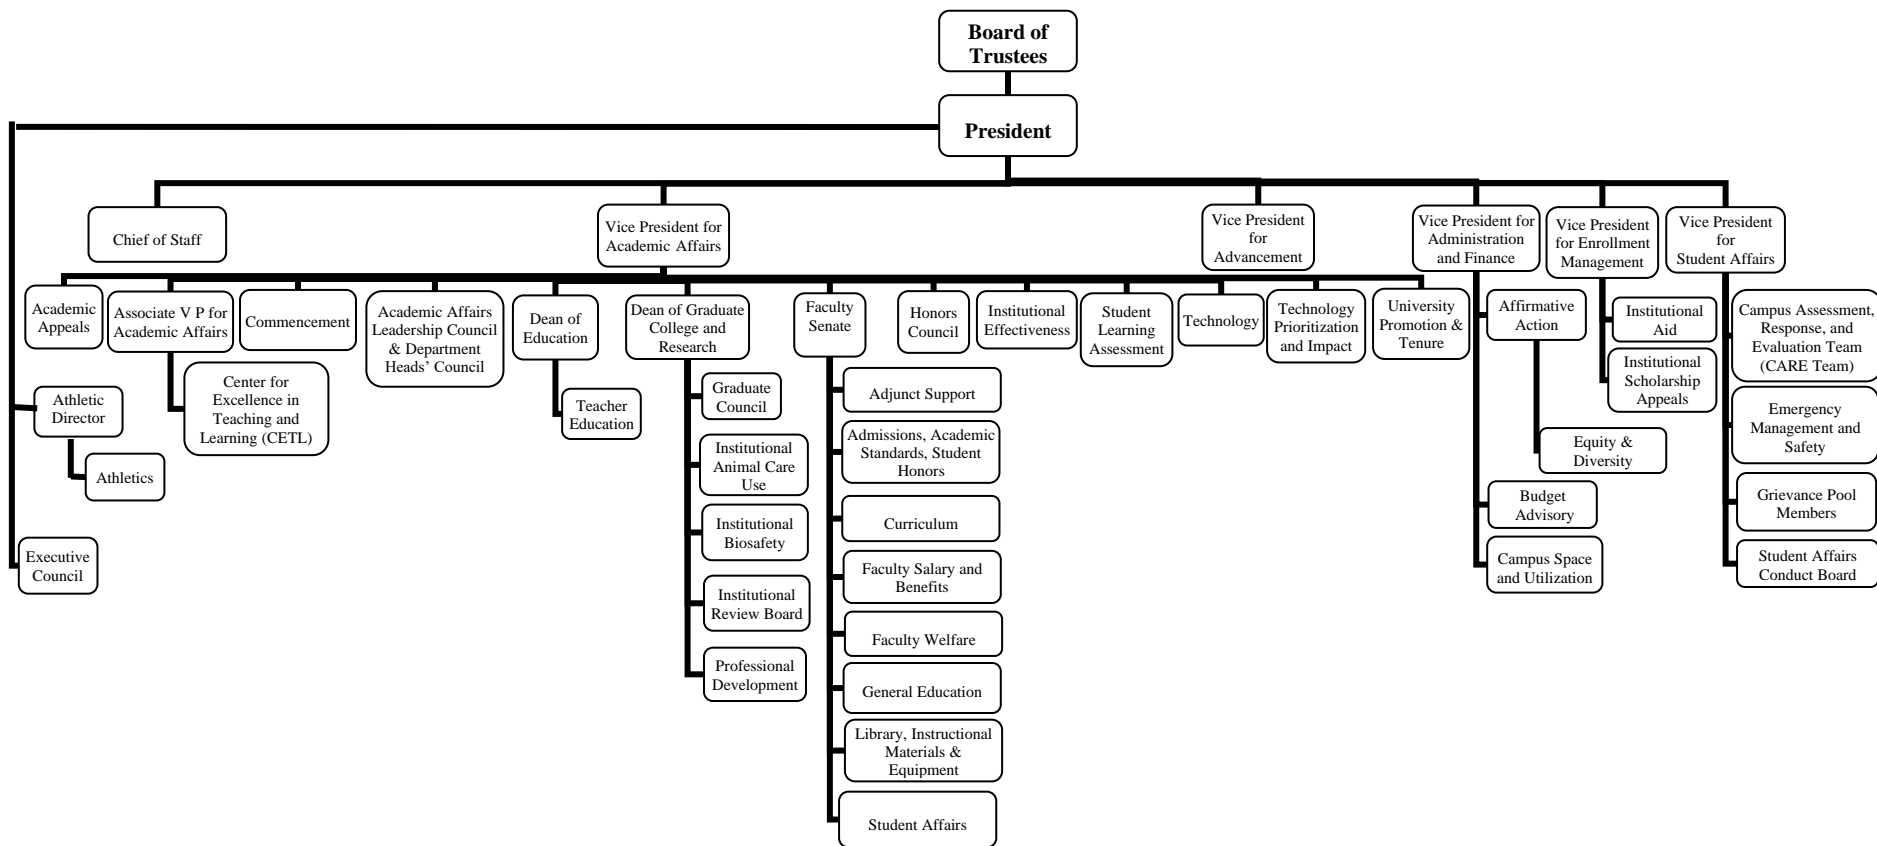 Board of
Trustees
President
Chief of Staff
Vice President for
Academic Affairs
Vice President
for
Advancement
Vice President for
Administration
and Finance
Vice President
for Enrollment
Management
Vice President
for
Student Affairs
Academic
Appeals
Associate V P for
Academic Affairs
Commencement
Academic Affairs
Leadership Council
& Department
Heads’ Council
Dean of
Education
Dean of Graduate
College and
Research
Faculty
Senate
Honors
Council
Institutional
Effectiveness
Student
Learning
Assessment
Technology
Technology
Prioritization
and Impact
University
Promotion &
Tenure
Affirmative
Action
Institutional
Aid
Campus Assessment,
Response, and
Evaluation Team
(CARE Team)
Athletic
Director
Center for
Excellence in
Teaching and
Learning (CETL)
Teacher
Education
Graduate
Council
Adjunct Support
Institutional
Scholarship
Appeals
Emergency
Management and
Safety
Athletics
Institutional
Animal Care
Use
Admissions, Academic
Standards, Student
Honors
Equity &
Diversity
Executive
Council
Institutional
Biosafety
Curriculum
Budget
Advisory
Grievance Pool
Members
Institutional
Review Board
Faculty Salary and
Benefits
Campus Space
and Utilization
Student Affairs
Conduct Board
Faculty Welfare
Professional
Development
General Education
Library, Instructional
Materials &
Equipment
Student Affairs